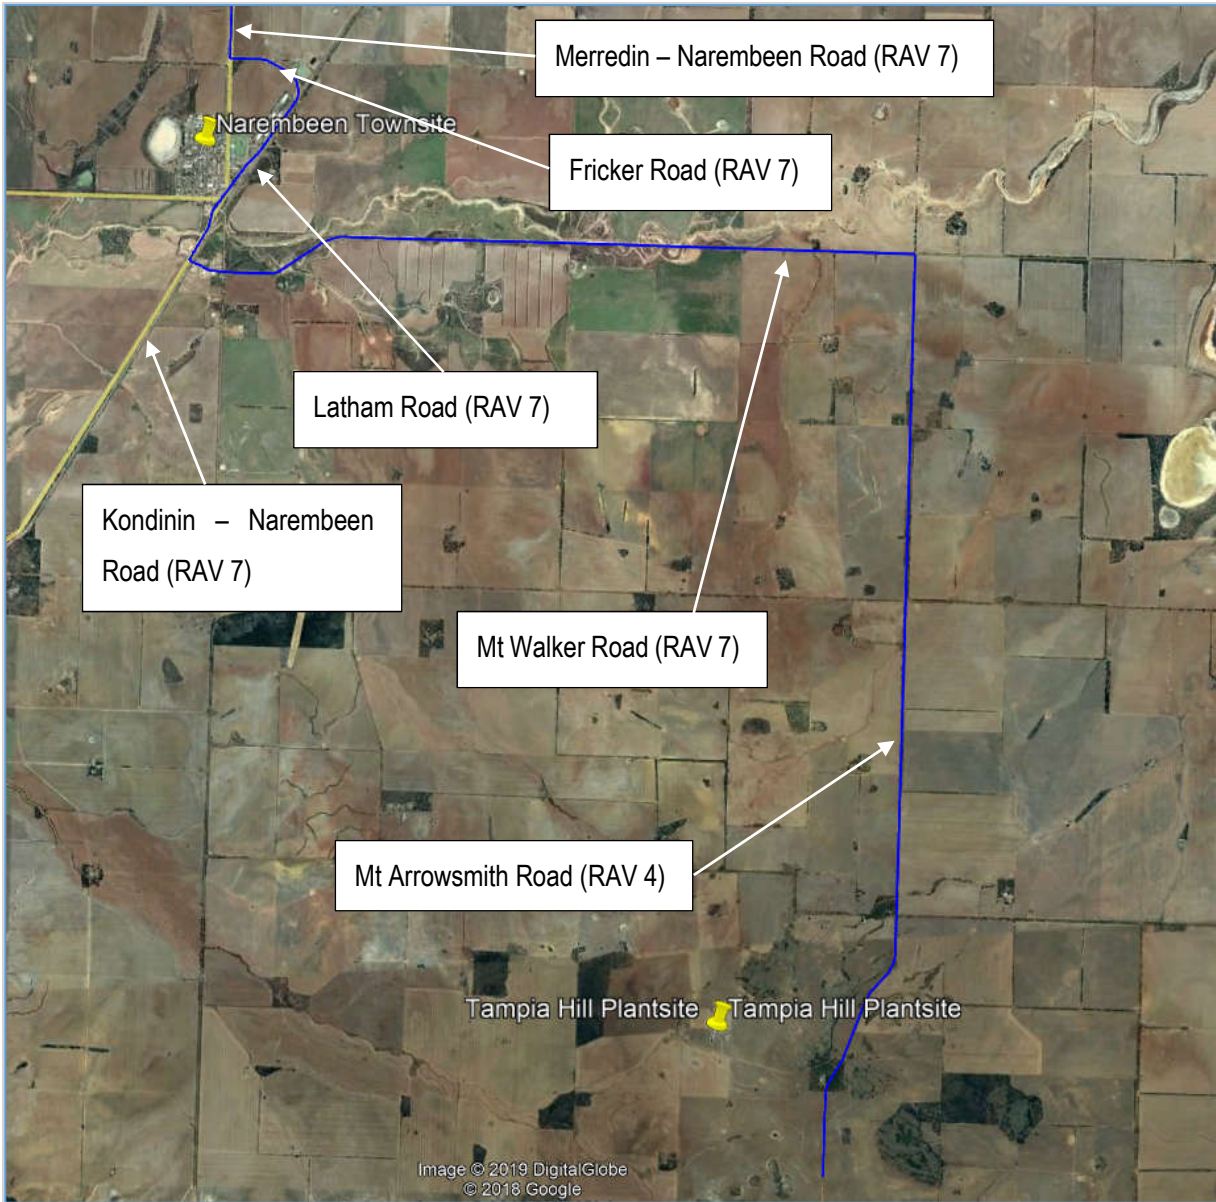 Merredin – Narembeen Road (RAV 7)
Narembeen Townsite
Fricker Road (RAV 7)
Latham Road (RAV 7)
Kondinin – Narembeen
Road (RAV 7)
Mt Walker Road (RAV 7)
Mt Arrowsmith Road (RAV 4)
Tampia Hill Plantsite Tampia Hill Plantsite
Image © 2019 DigitalGlobe
© 2018 Google